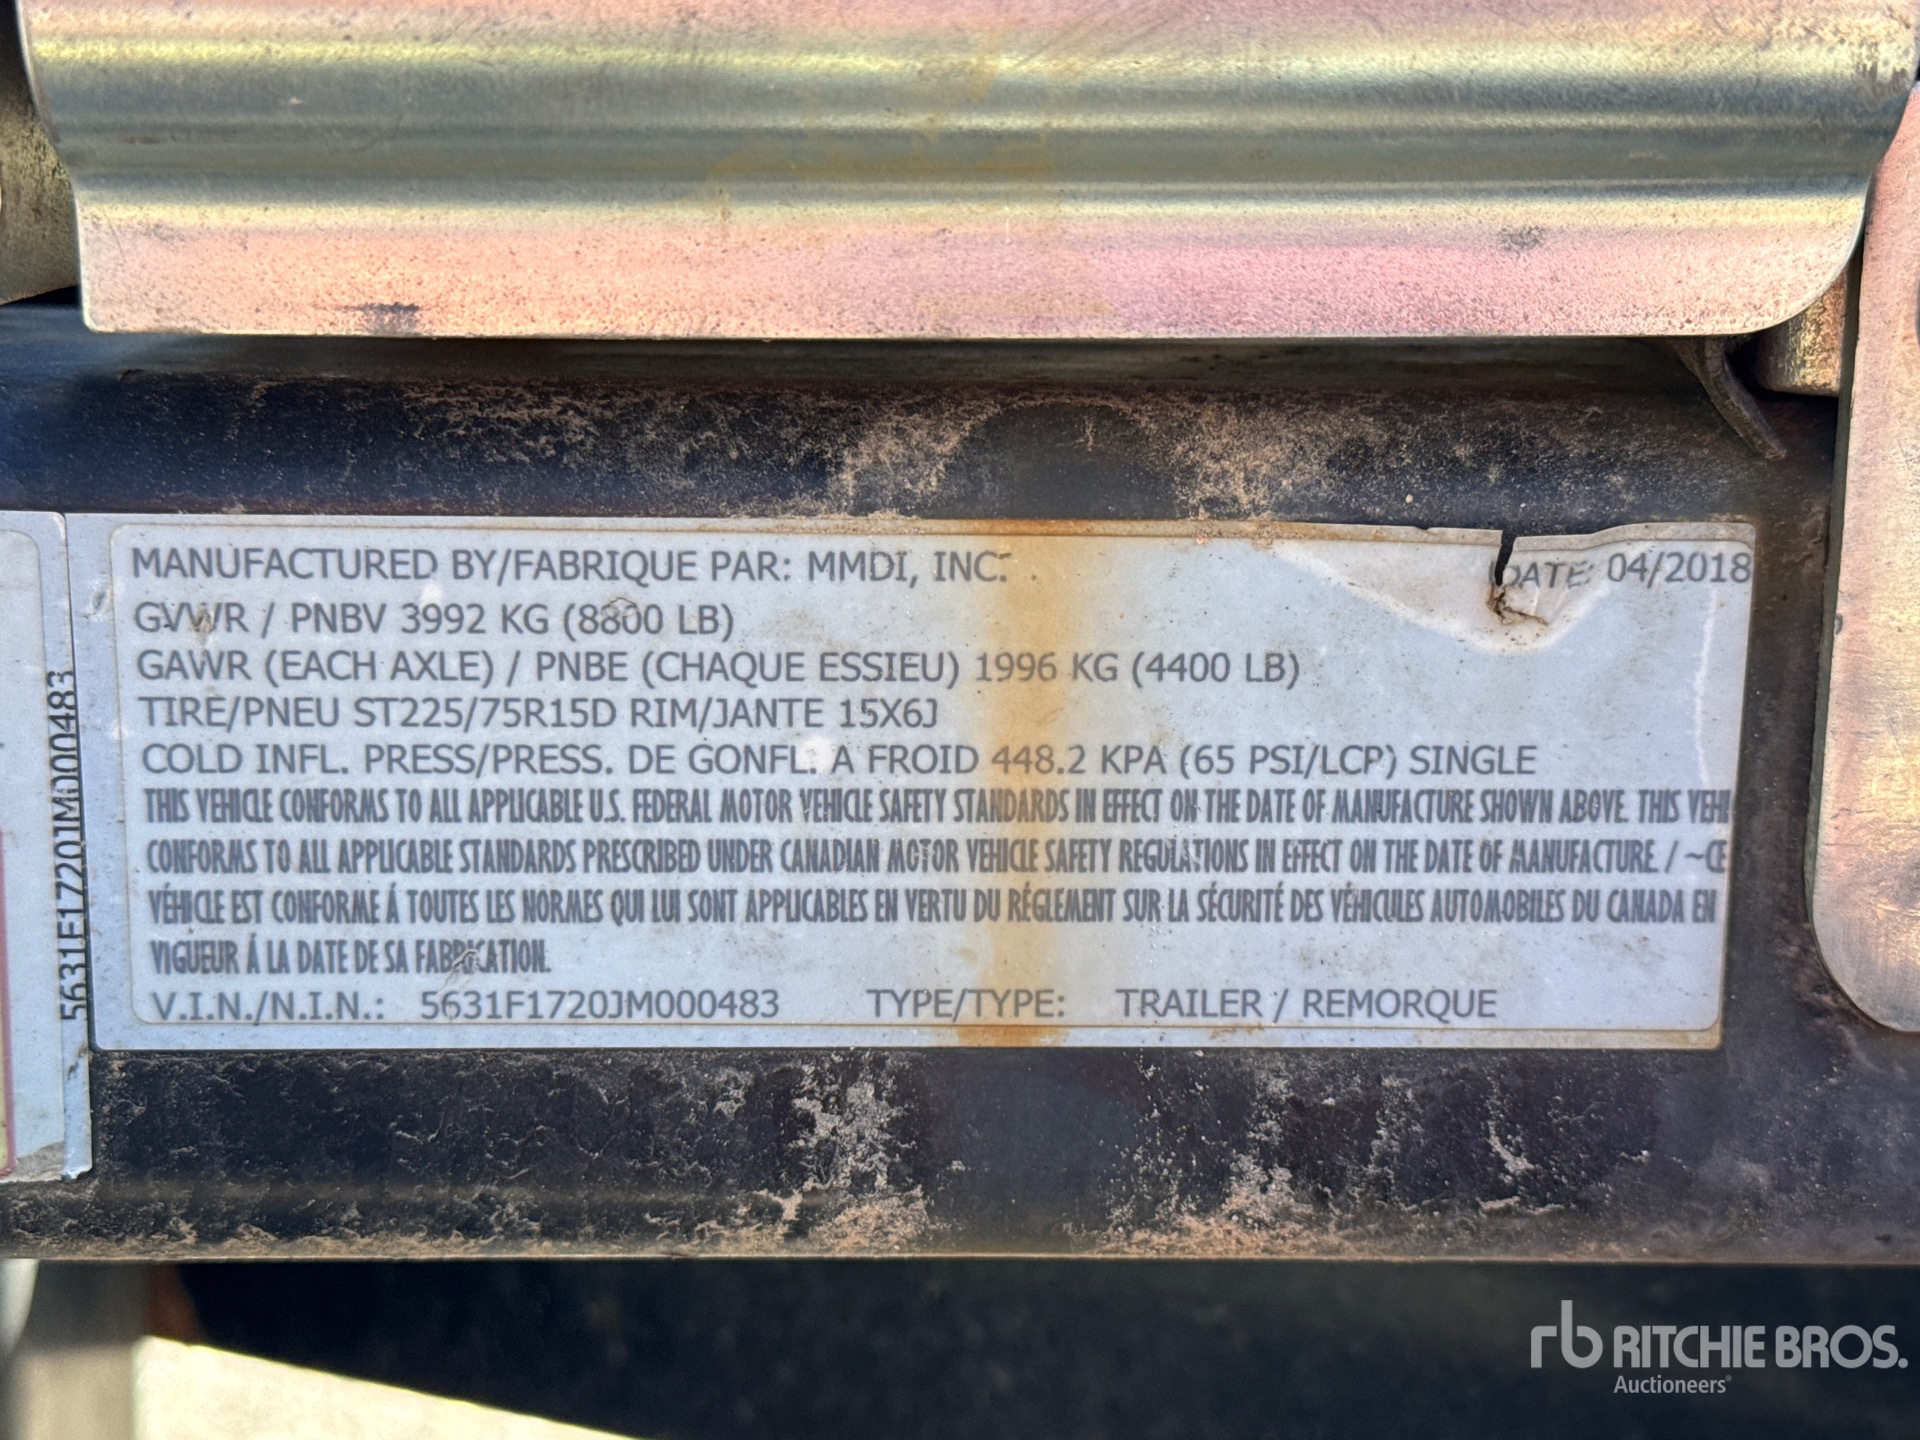 MANUFACTURED BY/FABRIQUE PAR: MMDI, INC. DATE: 04/2018
GVWR / PNBV 3992 KG (8800 LB)
GAWR (EACH AXLE) / PNBE (CHAQUE ESSIEU) 1996 KG (4400 LB)
TIRE/PNEU ST225/75R15D RIM/JANTE 15X6J
COLD INFL. PRESS/PRESS. DE GONFL. A FROID 448.2 KPA (65 PSI/LCP) SINGLE
THIS VEHICLE CONFORMS TO ALL APPLICABLE U.S. FEDERAL MOTOR VEHICLE SAFETY STANDARDS IN EFFECT ON THE DATE OF MANUFACTURE SHOWN ABOVE. THIS VEHI
CONFORMS TO ALL APPLICABLE STANDARDS PRESCRIBED UNDER CANADIAN MOTOR VEHICLE SAFETY REGULATIONS IN EFFECT ON THE DATE OF MANUFACTURE. / ~CE
VÉHICLE EST CONFORME Á TOUTES LES NORMES QUI LUI SONT APPLICABLES EN VERTU DU RÉGLEMENT SUR LA SÉCURITÉ DES VÉHICULES AUTOMOBILES DU CANADA EN
VIGUEUR Á LA DATE DE SA FABRICATION.
V.I.N./N.I.N.: 5631F1720JM000483 TYPE/TYPE: TRAILER / REMORQUE
5631F1720JM000483
rb RITCHIE BROS.
Auctioneers®